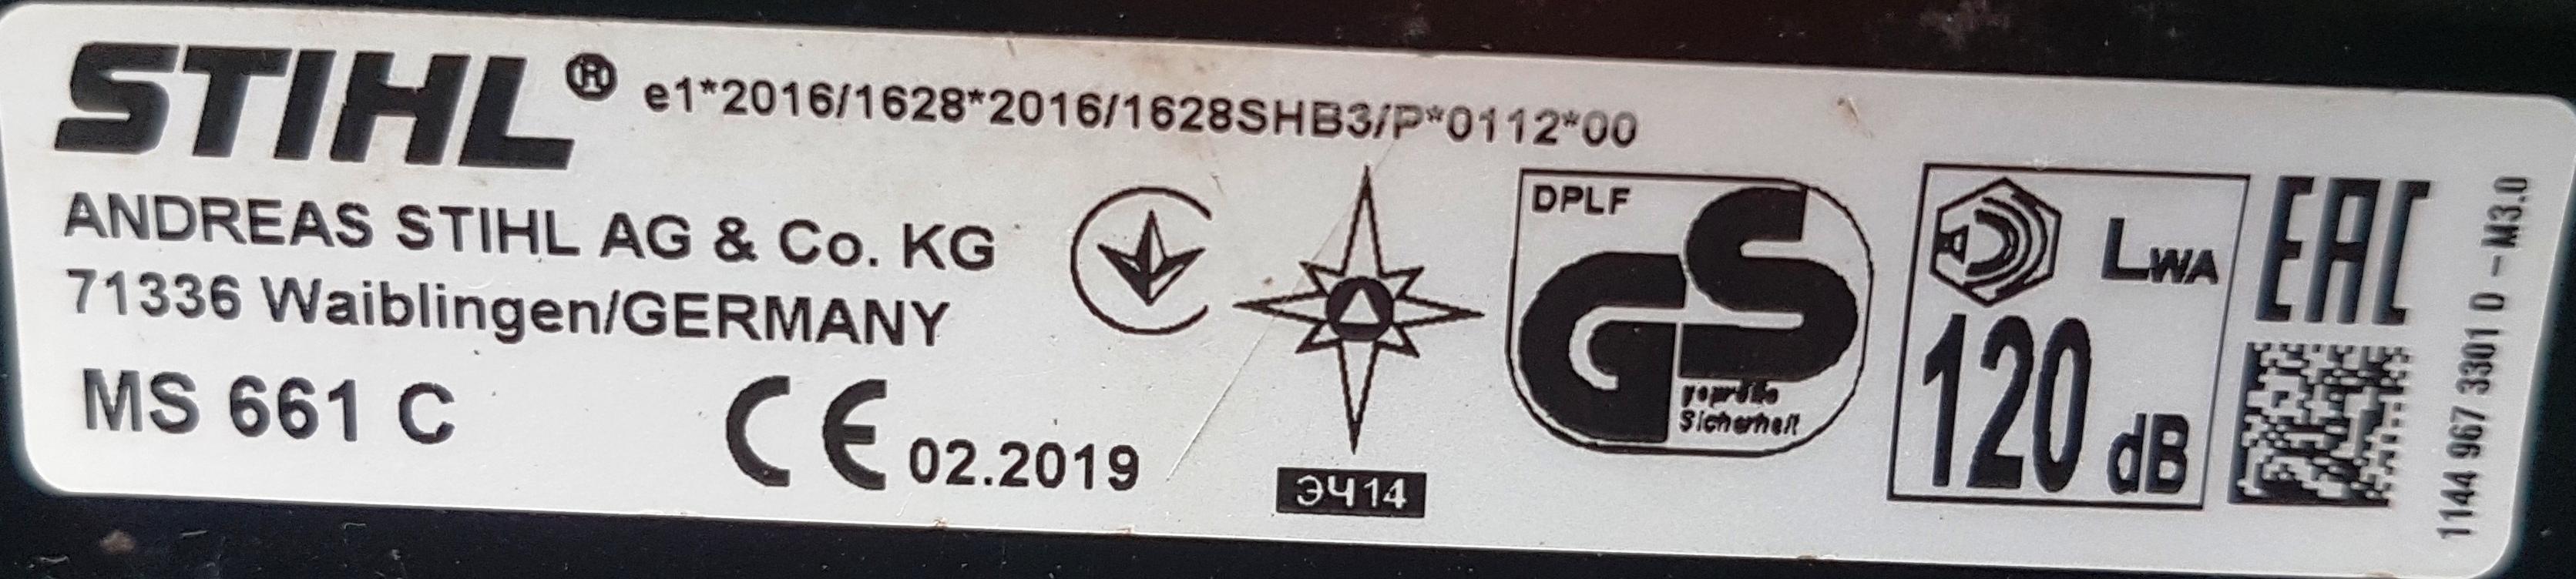 STIHL® e1*2016/1628*2016/1628SHB3/P*0112*00
ANDREAS STIHL AG & Co. KG
71336 Waiblingen/GERMANY
MS 661 C
CE 02.2019
ЭЧ14
DPLF
GS
geprüfte
Sicherheit
LWA
120 dB
EAC
1144 967 3301 D - M3.0